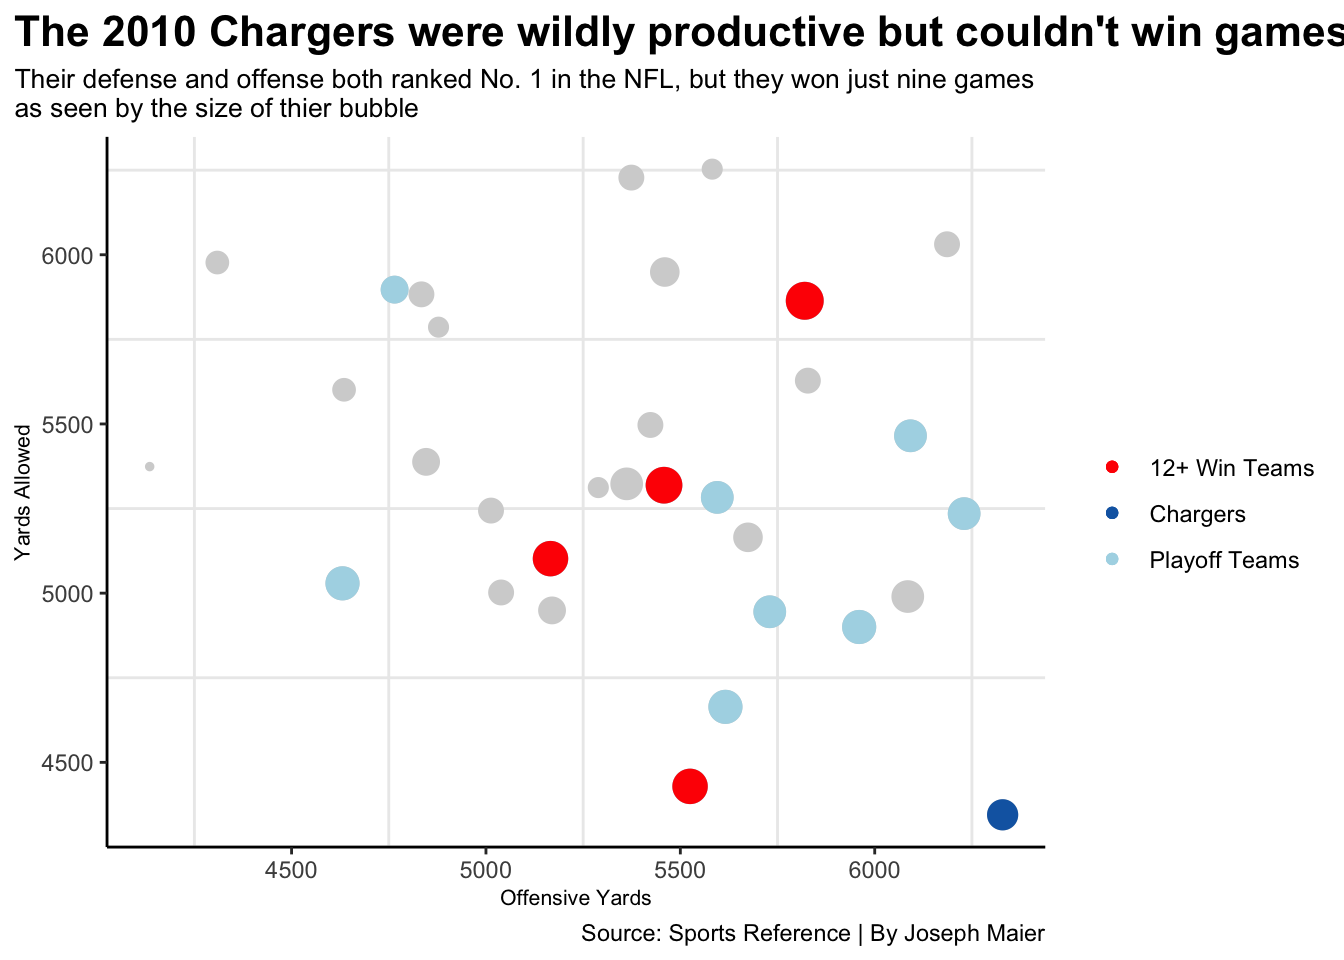 The 2010 Chargers were wildly productive but couldn't win games
Their defense and offense both ranked No. 1 in the NFL, but they won just nine games
as seen by the size of thier bubble
Yards Allowed
6000
5500
5000
4500
4500 5000 5500 6000
Offensive Yards
12+ Win Teams
Chargers
Playoff Teams
Source: Sports Reference | By Joseph Maier